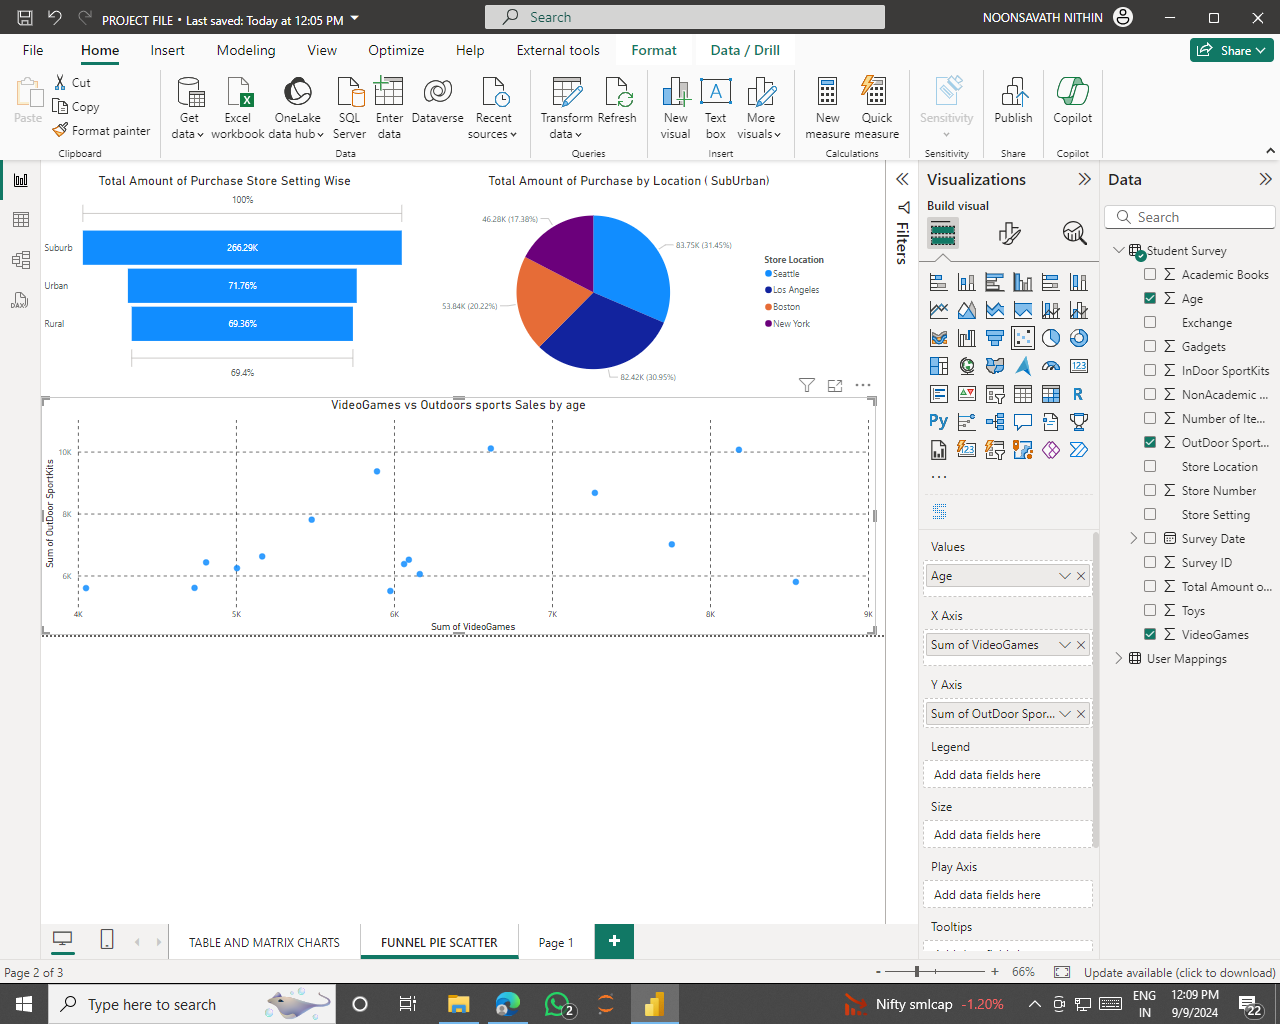 PROJECT FILE • Last saved: Today at 12:05 PM
Search
NOONSAVATH NITHIN
File
Home
Insert
Modeling
View
Optimize
Help
External tools
Format
Data / Drill
Share
Paste
Cut
Copy
Format painter
Clipboard
Get data
Excel workbook
OneLake data hub
SQL Server
Enter data
Dataverse
Recent sources
Data
Transform data
Refresh
Queries
New visual
Text box
More visuals
Insert
New measure
Quick measure
Calculations
Sensitivity
Sensitivity
Publish
Share
Copilot
Copilot
Total Amount of Purchase Store Setting Wise
100%
Suburb
266.29K
Urban
71.76%
Rural
69.36%
69.4%
Total Amount of Purchase by Location ( SubUrban)
46.28K (17.38%)
83.75K (31.45%)
53.84K (20.22%)
82.42K (30.95%)
Store Location
Seattle
Los Angeles
Boston
New York
VideoGames vs Outdoors sports Sales by age
Sum of OutDoor SportKits
10K
8K
6K
4K
5K
6K
7K
8K
9K
Sum of VideoGames
Filters
Visualizations
Build visual
Values
Age
X Axis
Sum of VideoGames
Y Axis
Sum of OutDoor Spor...
Legend
Add data fields here
Size
Add data fields here
Play Axis
Add data fields here
Tooltips
Data
Search
Student Survey
Academic Books
Age
Exchange
Gadgets
InDoor SportKits
NonAcademic ...
Number of Ite...
OutDoor Sport...
Store Location
Store Number
Store Setting
Survey Date
Survey ID
Total Amount o...
Toys
VideoGames
User Mappings
TABLE AND MATRIX CHARTS
FUNNEL PIE SCATTER
Page 1
Page 2 of 3
66%
Update available (click to download)
Type here to search
2
Nifty smlcap -1.20%
ENG
IN
12:09 PM
9/9/2024
22